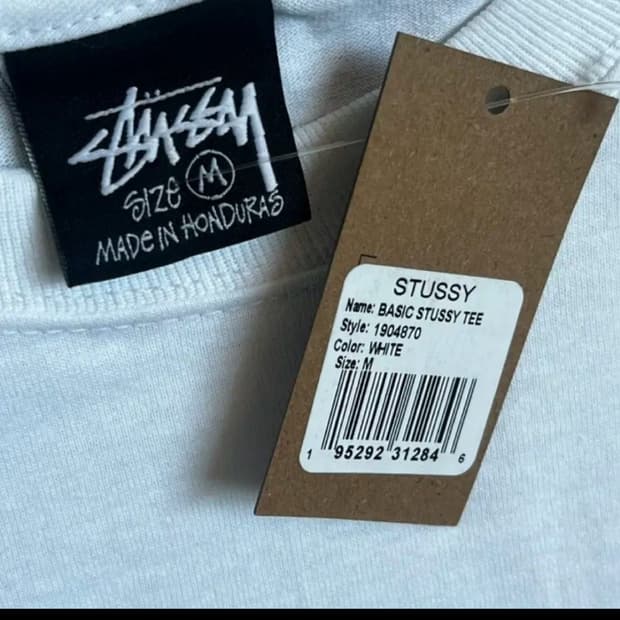 STÜSSY
SIZE M
MADE IN HONDURAS
STUSSY
Name: BASIC STUSSY TEE
Style: 1904870
Color: WHITE
Size: M
1 95292 31284 6